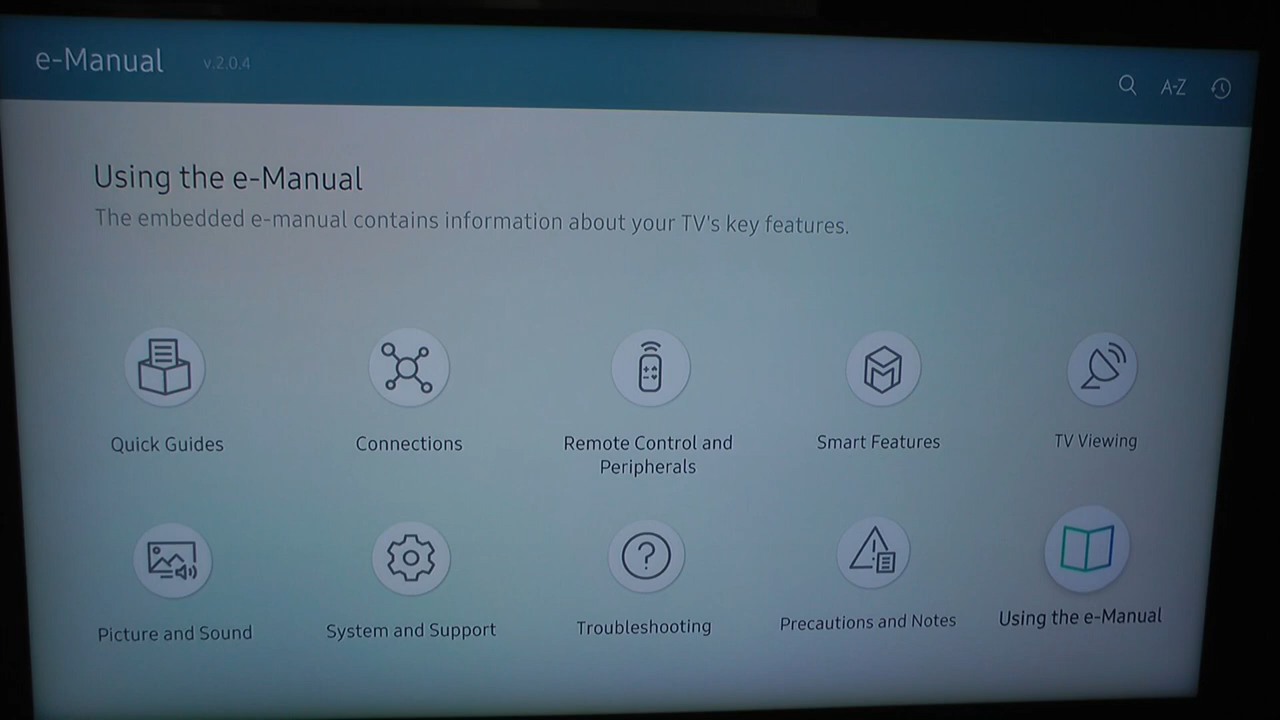 e-Manual v.2.0.4
A-Z
Using the e-Manual
The embedded e-manual contains information about your TV's key features.
Quick Guides
Connections
Remote Control and
Peripherals
Smart Features
TV Viewing
Picture and Sound
System and Support
Troubleshooting
Precautions and Notes
Using the e-Manual